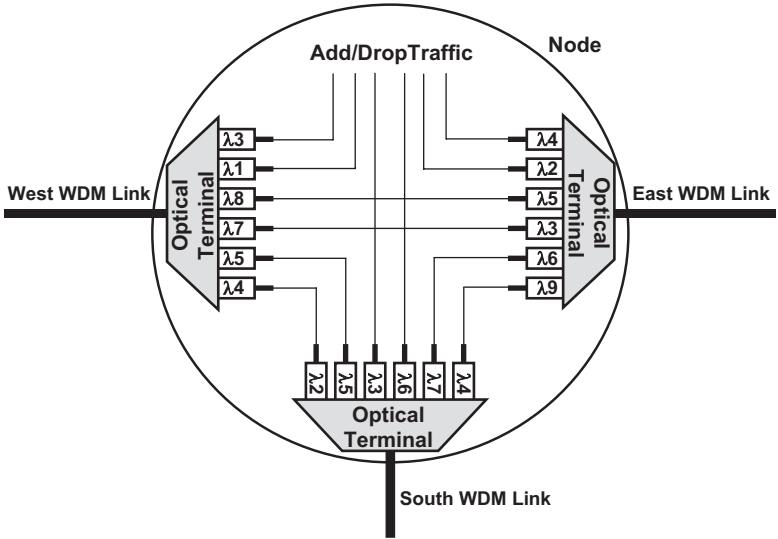 Node
Add/DropTraffic
λ3
λ1
λ8
λ7
λ5
λ4
Optical
Terminal
West WDM Link
λ4
λ2
λ5
λ3
λ6
λ9
Optical
Terminal
East WDM Link
λ2
λ5
λ3
λ6
λ7
λ4
Optical
Terminal
South WDM Link